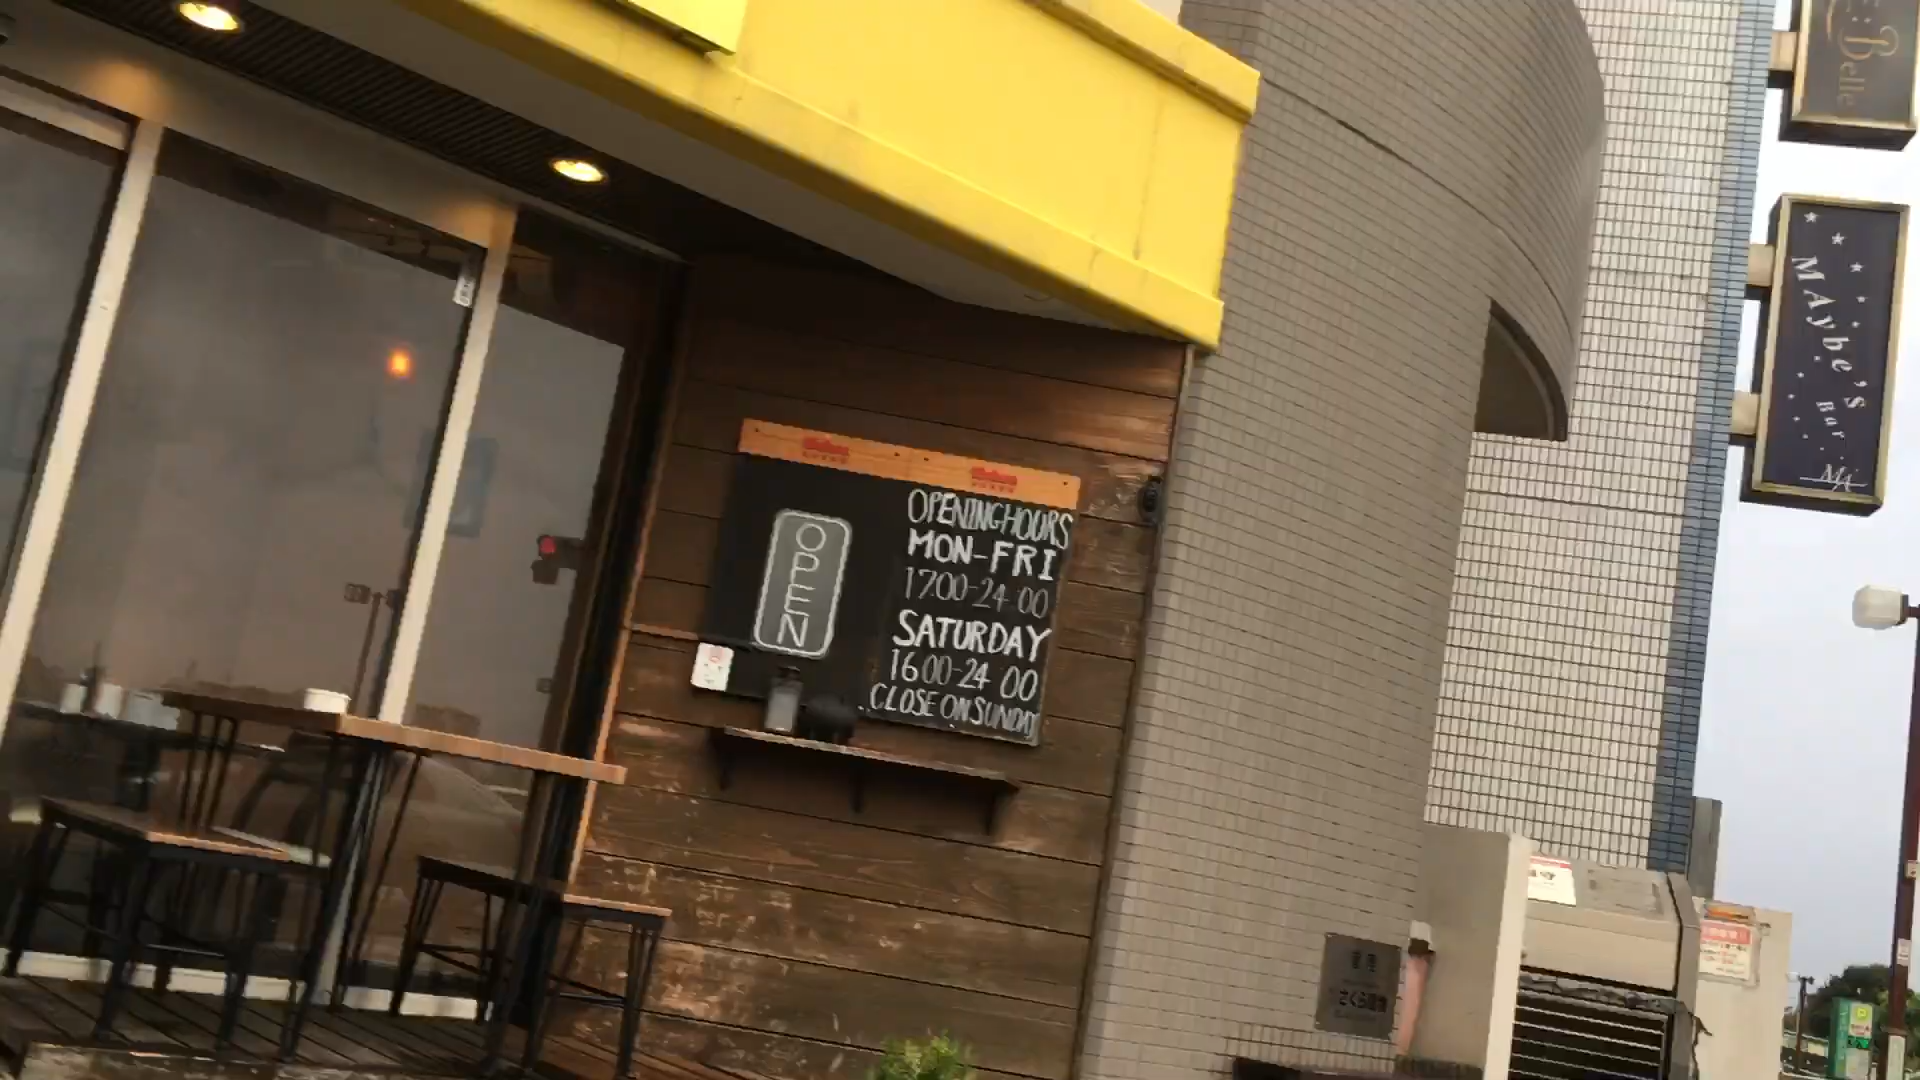 OPEN
OPENING HOURS
MON-FRI
17:00-24:00
SATURDAY
16:00-24:00
CLOSE ON SUNDAY
Belle
MAybe's
Bar
MA